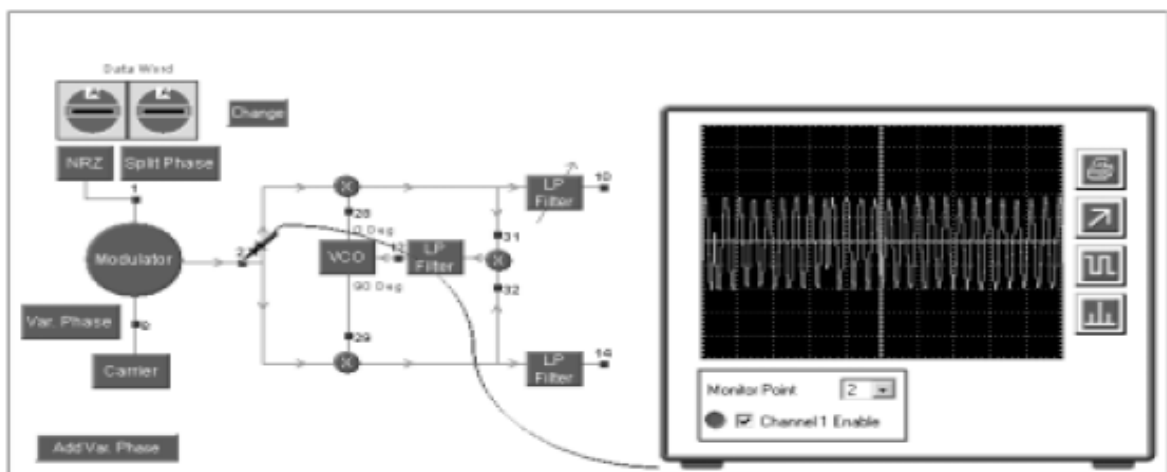 Data Word
A A
Change
NRZ Split Phase
1
10
LP
Filter
28
0 Deg
31
2
Modulator
VCO
LP
Filter
90 Deg
32
Var. Phase
29
14
LP
Filter
Carrier
Monitor Point 2
Channel 1 Enable
Add Var. Phase